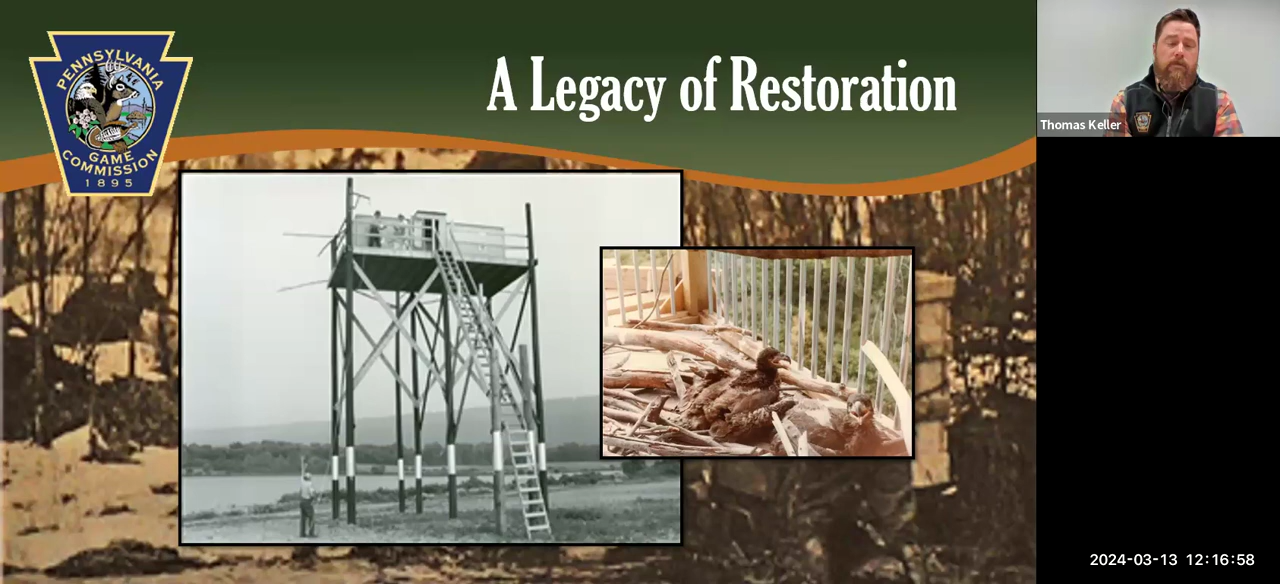 PENNSYLVANIA
GAME
COMMISSION
1895
A Legacy of Restoration
Thomas Keller
2024-03-13 12:16:58